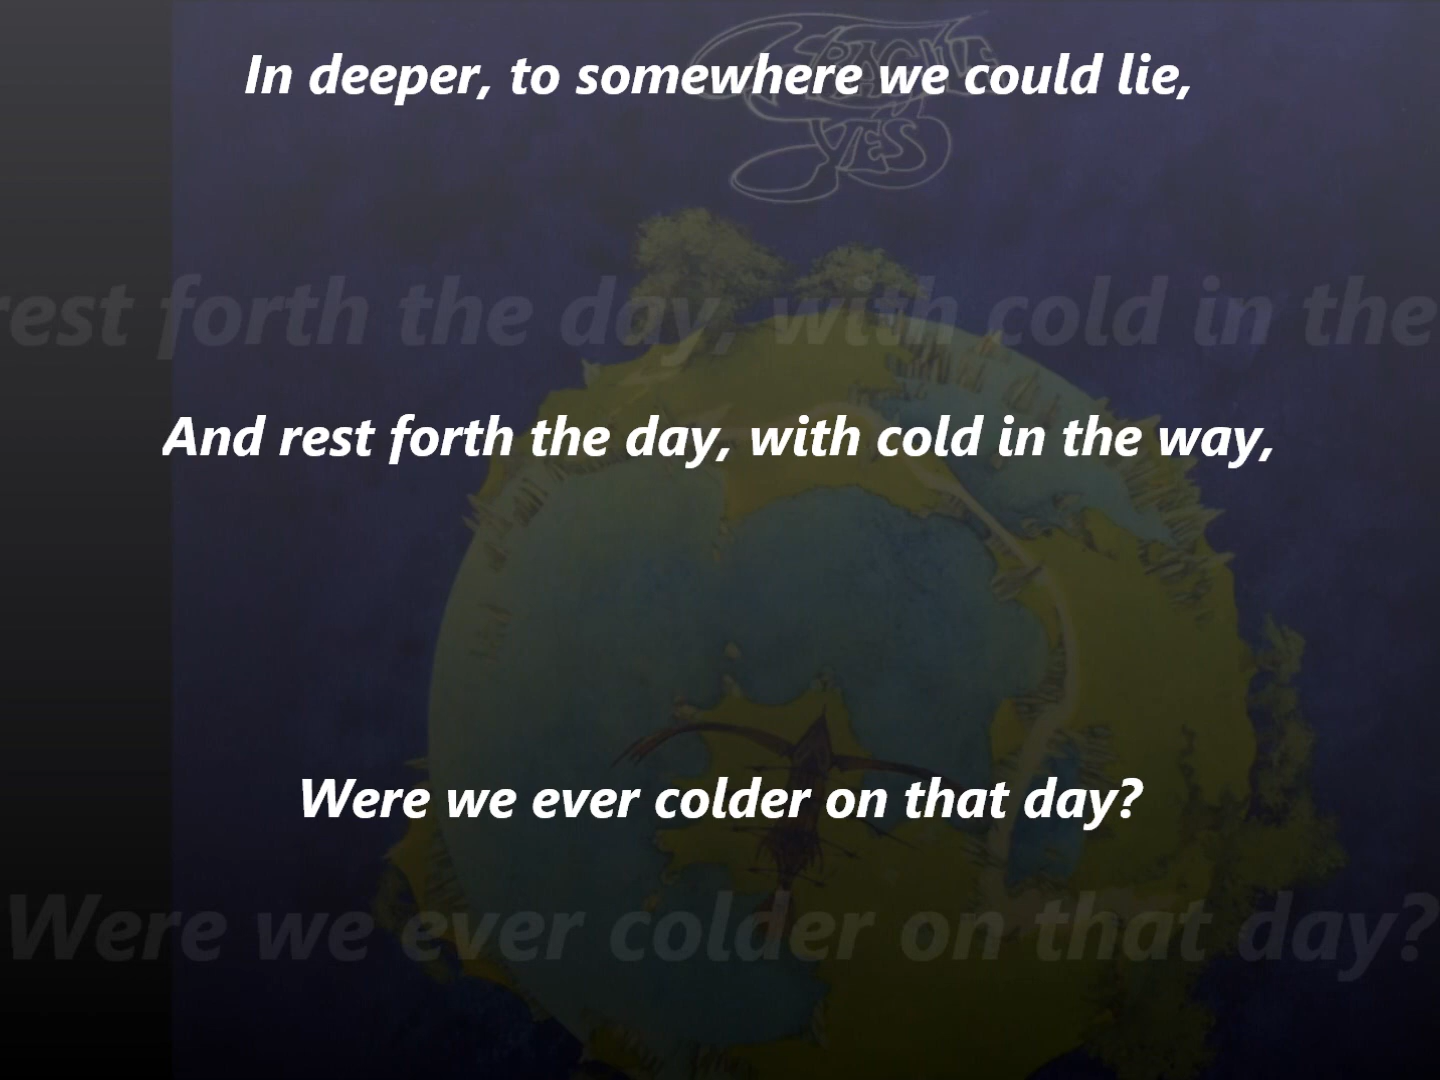 FRAGILE
YES
In deeper, to somewhere we could lie,
rest forth the day, with cold in the
And rest forth the day, with cold in the way,
Were we ever colder on that day?
Were we ever colder on that day?